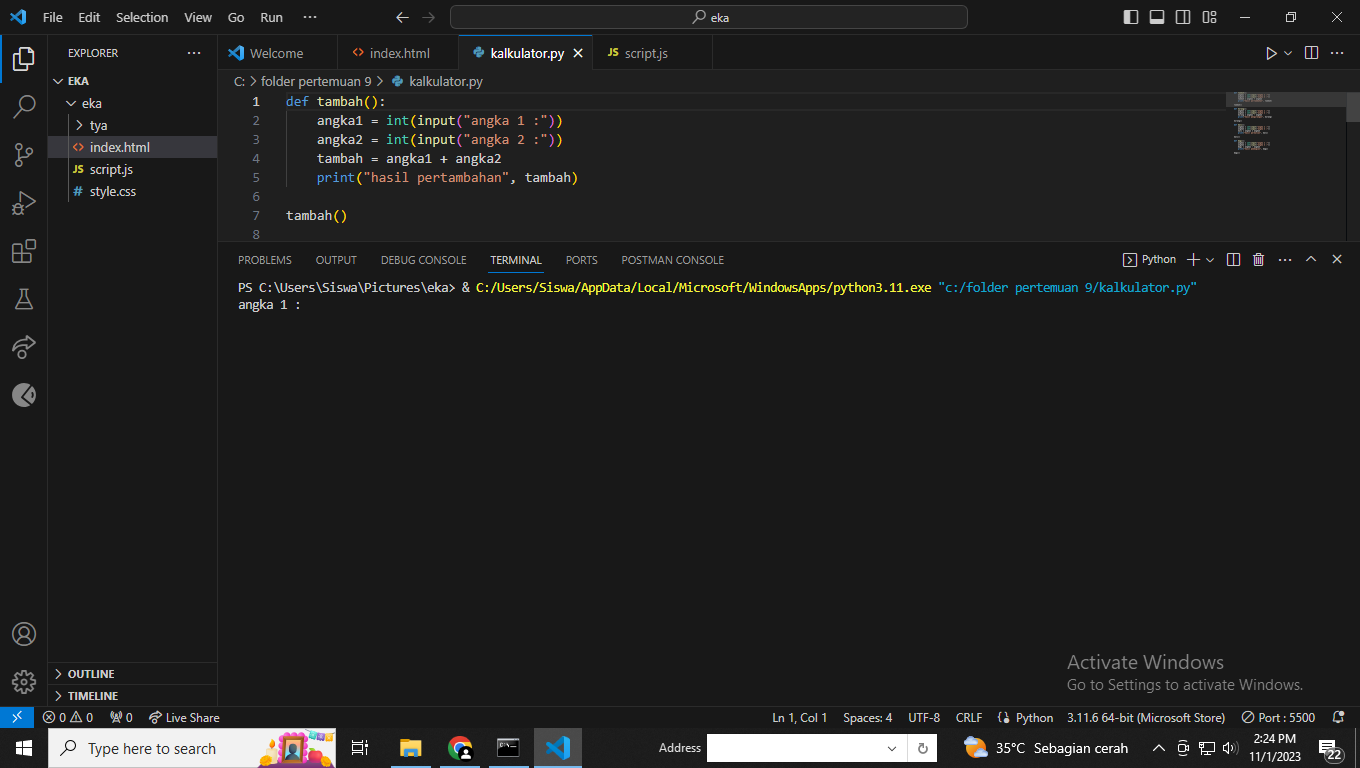 File Edit Selection View Go Run ··· eka
EXPLORER ···
Welcome index.html kalkulator.py script.js
EKA
C: > folder pertemuan 9 > kalkulator.py
eka
tya
index.html
JS script.js
# style.css
1 def tambah():
2 angka1 = int(input("angka 1 :"))
3 angka2 = int(input("angka 2 :"))
4 tambah = angka1 + angka2
5 print("hasil pertambahan", tambah)
6
7 tambah()
8
PROBLEMS OUTPUT DEBUG CONSOLE TERMINAL PORTS POSTMAN CONSOLE Python
PS C:\Users\Siswa\Pictures\eka> & C:/Users/Siswa/AppData/Local/Microsoft/WindowsApps/python3.11.exe "c:/folder pertemuan 9/kalkulator.py"
angka 1 :
OUTLINE
TIMELINE
Activate Windows
Go to Settings to activate Windows.
0 0 0 Live Share Ln 1, Col 1 Spaces: 4 UTF-8 CRLF Python 3.11.6 64-bit (Microsoft Store) Port : 5500
Type here to search Address 35°C Sebagian cerah 2:24 PM
11/1/2023 22